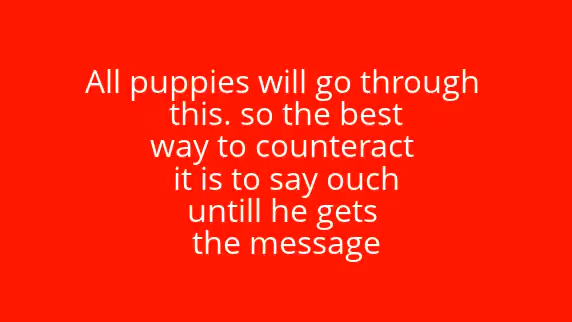 All puppies will go through
this. so the best
way to counteract
it is to say ouch
untill he gets
the message